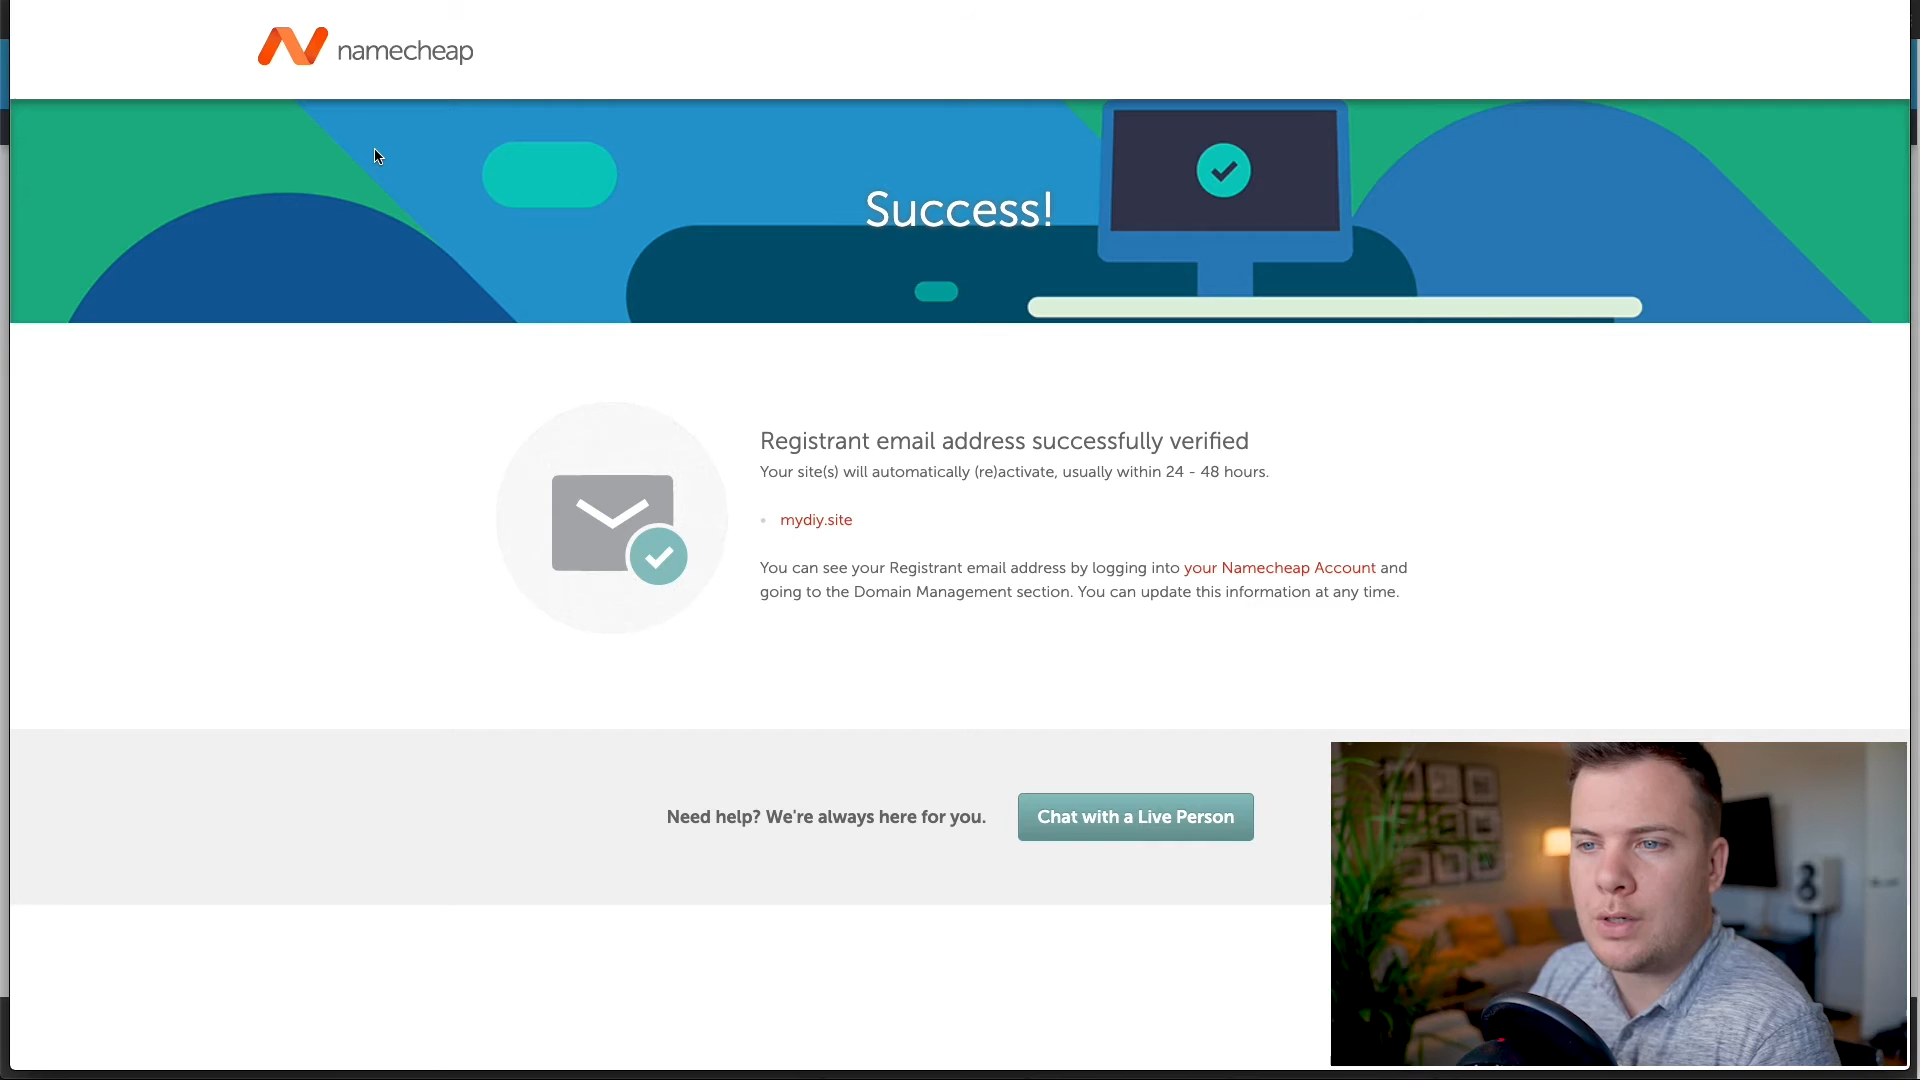 namecheap
Success!
Registrant email address successfully verified
Your site(s) will automatically (re)activate, usually within 24 - 48 hours.
mydiy.site
You can see your Registrant email address by logging into your Namecheap Account and
going to the Domain Management section. You can update this information at any time.
Need help? We're always here for you.
Chat with a Live Person